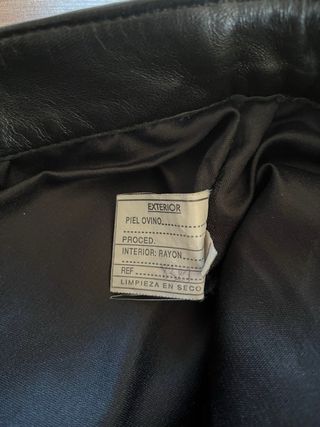 EXTERIOR
PIEL OVINO......
PROCED.
INTERIOR: RAYON....
REF
LIMPIEZA EN SECO